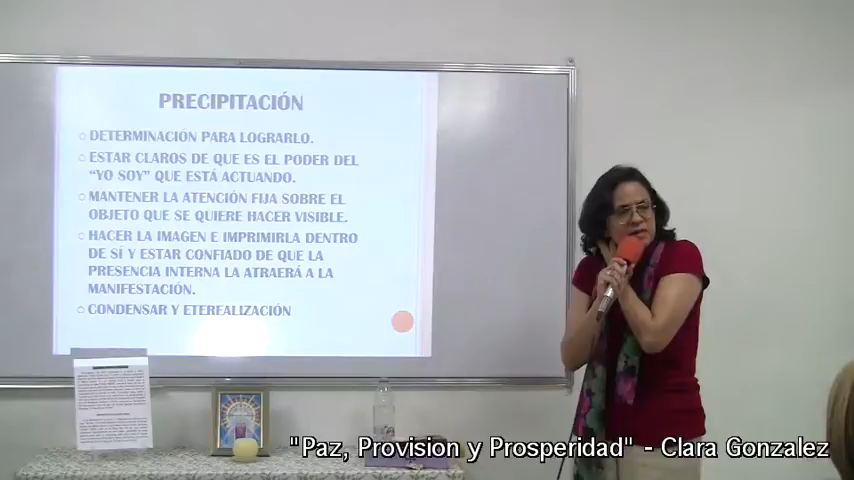 PRECIPITACIÓN
DETERMINACIÓN PARA LOGRARLO.
ESTAR CLAROS DE QUE ES EL PODER DEL
"YO SOY" QUE ESTÁ ACTUANDO.
MANTENER LA ATENCIÓN FIJA SOBRE EL
OBJETO QUE SE QUIERE HACER VISIBLE.
HACER LA IMAGEN E IMPRIMIRLA DENTRO
DE SÍ Y ESTAR CONFIADO DE QUE LA
PRESENCIA INTERNA LA ATRAERÁ A LA
MANIFESTACIÓN.
CONDENSAR Y ETEREALIZACIÓN
"Paz, Provision y Prosperidad" - Clara Gonzalez